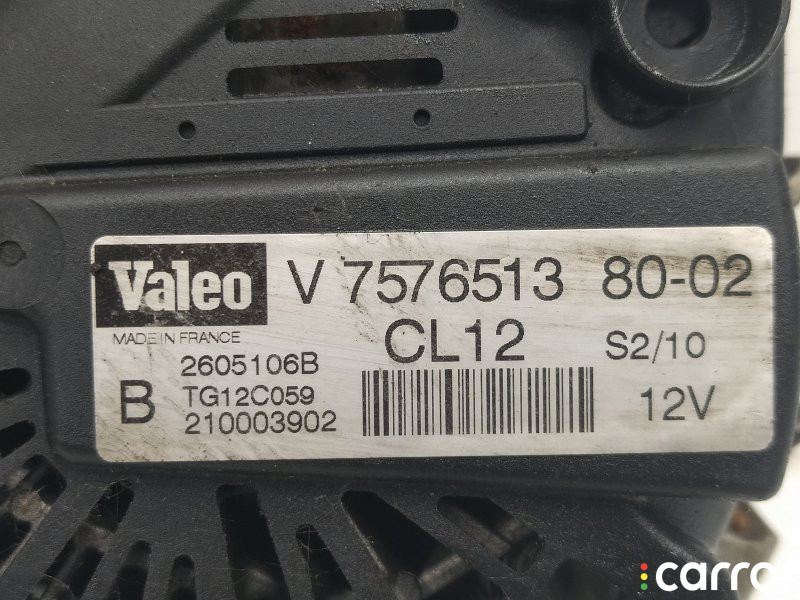 Valeo V 7576513 80-02
MADE IN FRANCE CL12 S2/10
2605106B
B TG12C059 12V
210003902
carro